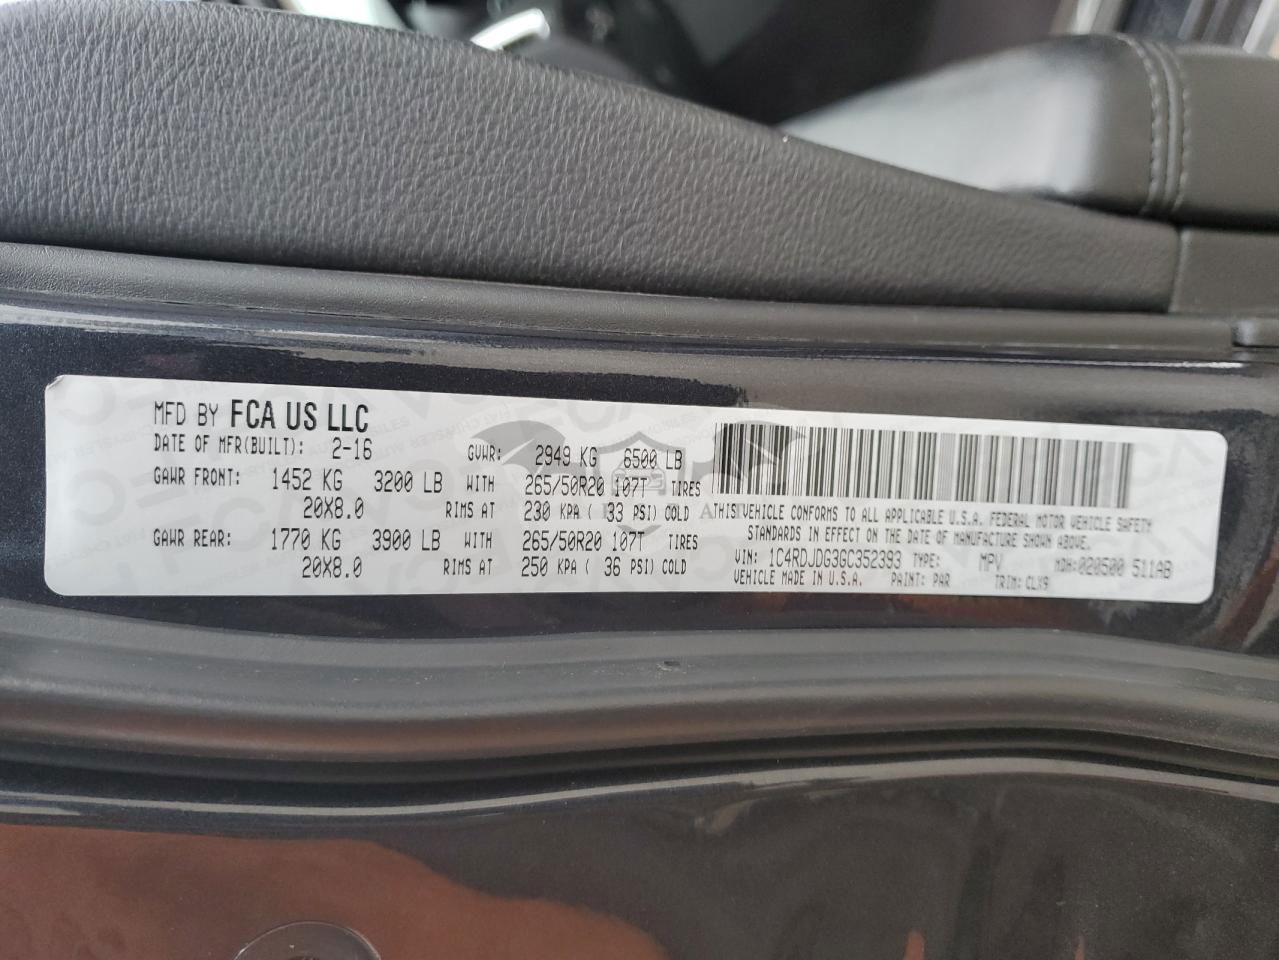 MFD BY FCA US LLC
DATE OF MFR(BUILT): 2-16 GVWR: 2949 KG 6500 LB
GAWR FRONT: 1452 KG 3200 LB WITH 265/50R20 107T TIRES
20X8.0 RIMS AT 230 KPA ( 33 PSI) COLD
GAWR REAR: 1770 KG 3900 LB WITH 265/50R20 107T TIRES
20X8.0 RIMS AT 250 KPA ( 36 PSI) COLD
THIS VEHICLE CONFORMS TO ALL APPLICABLE U.S.A. FEDERAL MOTOR VEHICLE SAFETY
STANDARDS IN EFFECT ON THE DATE OF MANUFACTURE SHOWN ABOVE.
VIN: 1C4RDJDG3GC352393 TYPE: MPV MDH:020500 511AB
VEHICLE MADE IN U.S.A. PAINT: PAR TRIM: CLX9